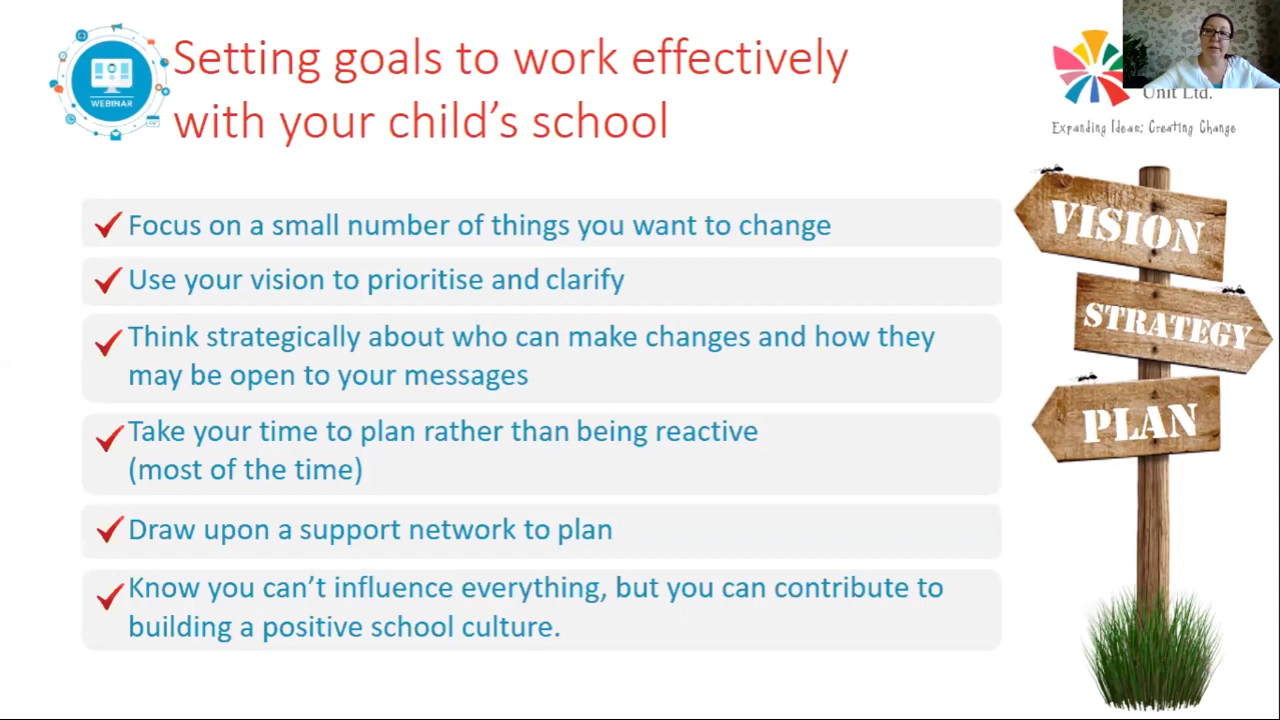 WEBINAR
Setting goals to work effectively
with your child’s school
Unit Ltd.
Expanding Ideas; Creating Change
Focus on a small number of things you want to change
Use your vision to prioritise and clarify
Think strategically about who can make changes and how they
may be open to your messages
Take your time to plan rather than being reactive
(most of the time)
Draw upon a support network to plan
Know you can’t influence everything, but you can contribute to
building a positive school culture.
VISION
STRATEGY
PLAN